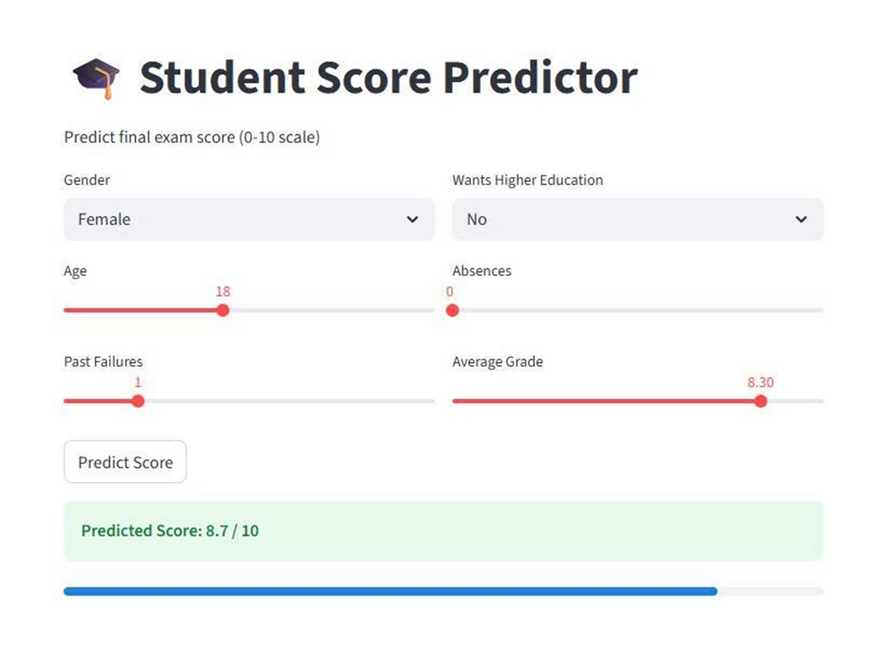 Student Score Predictor
Predict final exam score (0-10 scale)
Gender
Wants Higher Education
Female
No
Age
Absences
18
0
Past Failures
Average Grade
1
8.30
Predict Score
Predicted Score: 8.7 / 10